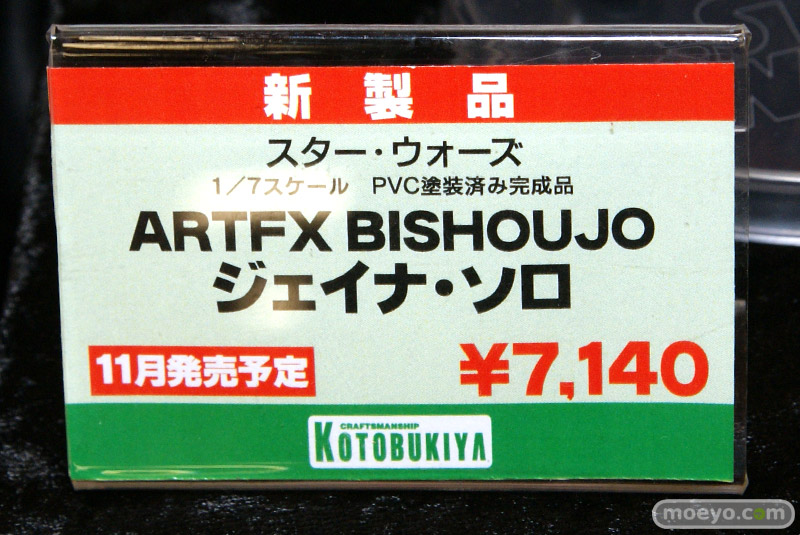 新製品
スター・ウォーズ
1/7スケール PVC塗装済み完成品
ARTFX BISHOUJO
ジェイナ・ソロ
11月発売予定 ¥7,140
CRAFTSMANSHIP
KOTOBUKIYA
moeyo.com